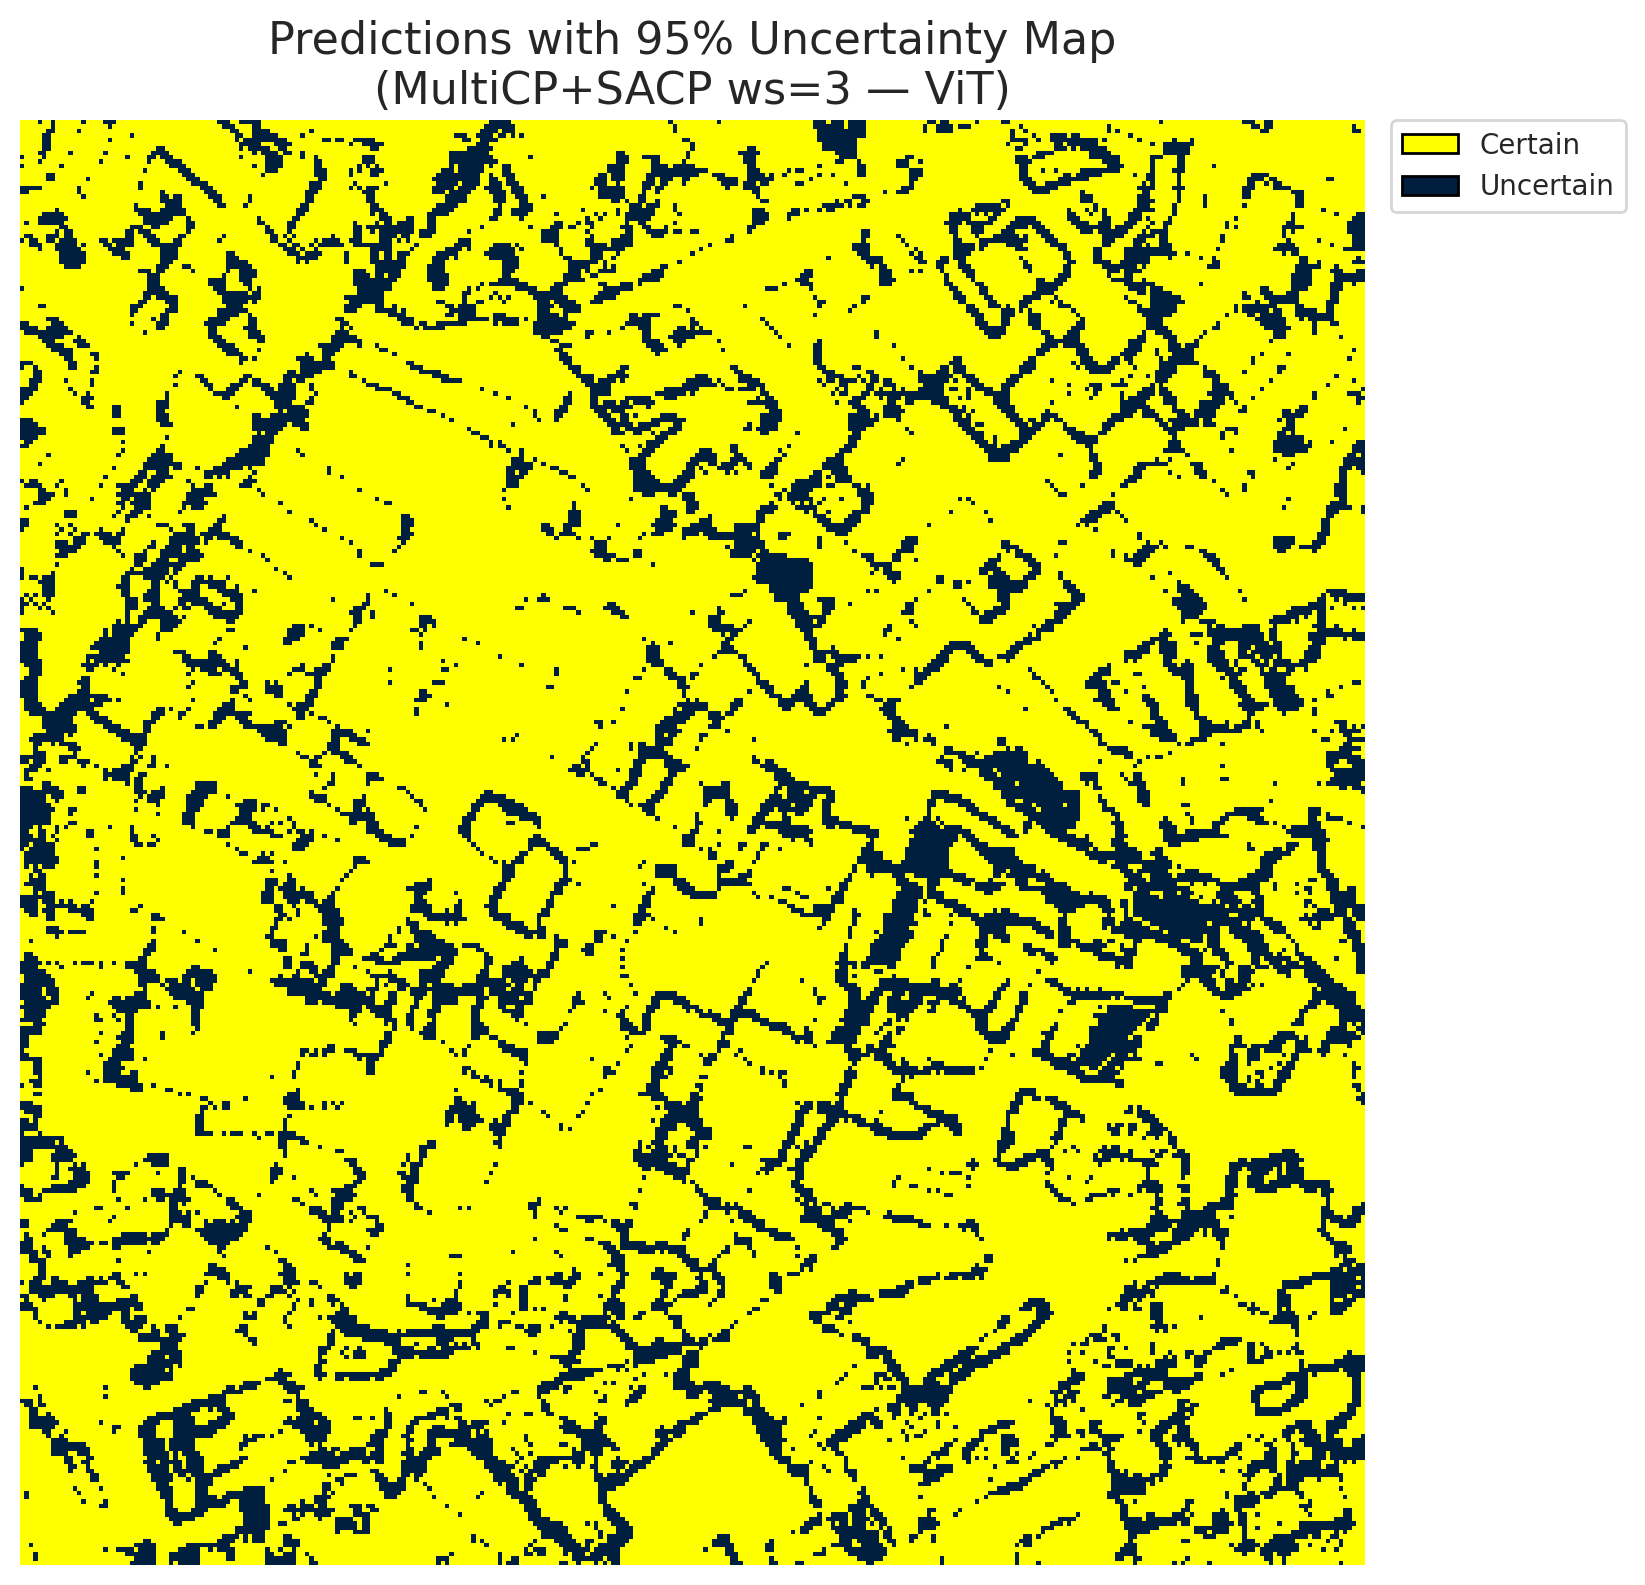 Predictions with 95% Uncertainty Map
(MultiCP+SACP ws=3 — ViT)
Certain
Uncertain